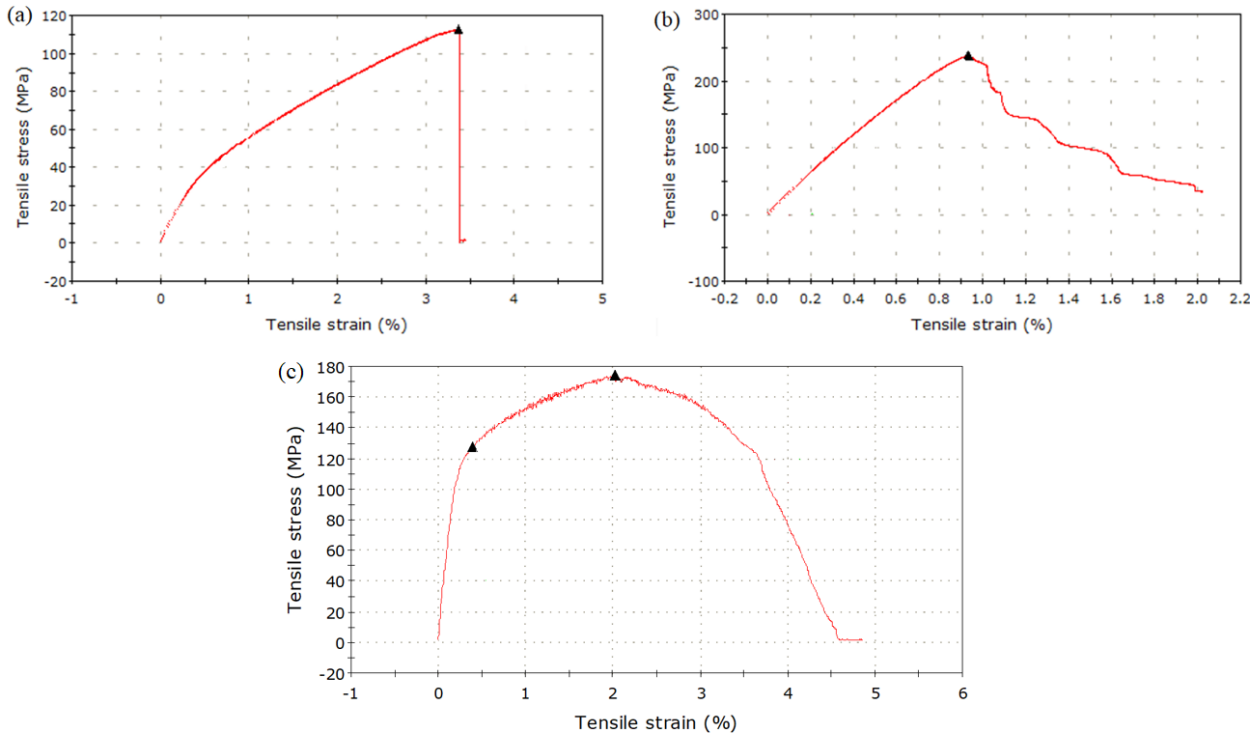 (a)
Tensile stress (MPa)
120
100
80
60
40
20
0
-20
-1 0 1 2 3 4 5
Tensile strain (%)
(b)
Tensile stress (MPa)
300
200
100
0
-100
-0.2 0.0 0.2 0.4 0.6 0.8 1.0 1.2 1.4 1.6 1.8 2.0 2.2
Tensile strain (%)
(c)
Tensile stress (MPa)
180
160
140
120
100
80
60
40
20
0
-20
-1 0 1 2 3 4 5 6
Tensile strain (%)